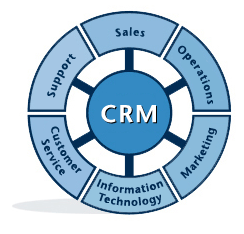 Sales
Operations
Marketing
Information
Technology
Customer
Service
Support
CRM